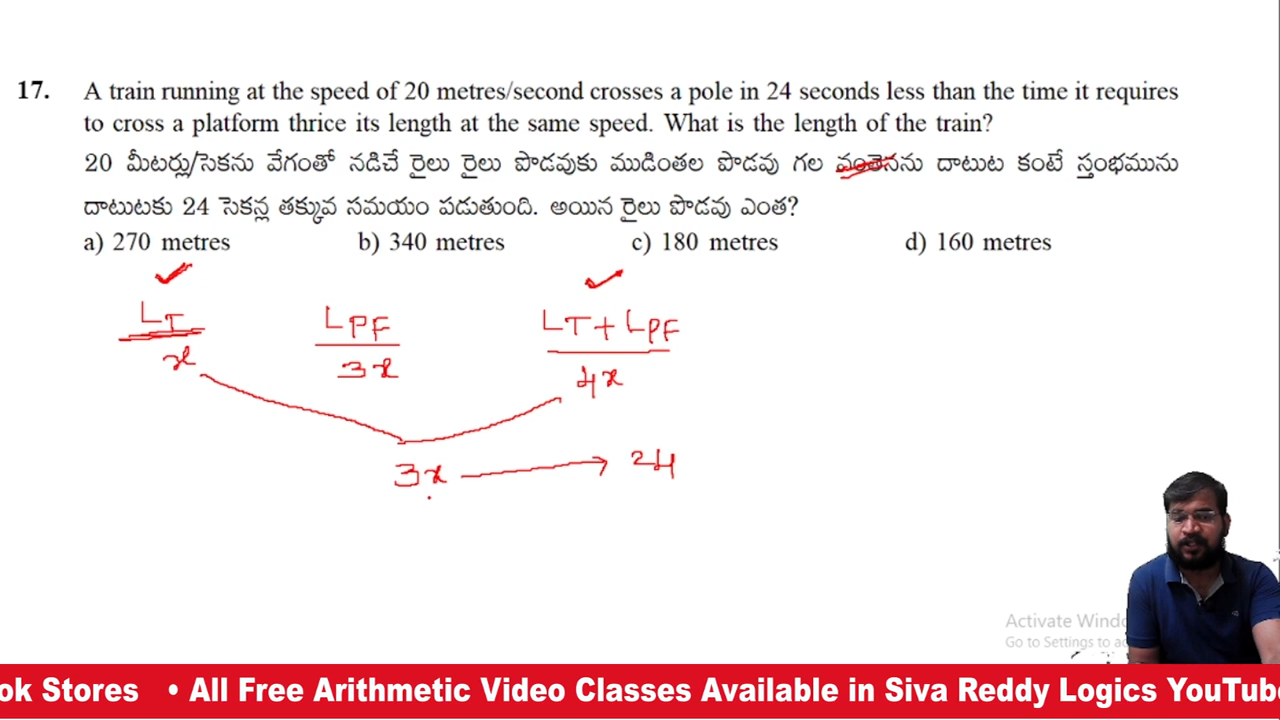 17. A train running at the speed of 20 metres/second crosses a pole in 24 seconds less than the time it requires
to cross a platform thrice its length at the same speed. What is the length of the train?
20 మీటర్లు/సెకను వేగంతో నడిచే రైలు రైలు పొడవుకు ముడింతల పొడవు గల వంతెనను దాటుట కంటే స్తంభమును
దాటుటకు 24 సెకన్ల తక్కువ సమయం పడుతుంది. అయిన రైలు పొడవు ఎంత?
a) 270 metres b) 340 metres c) 180 metres d) 160 metres
LT LPF LT + LPF
x 3x 4x
3x → 24
Activate Windo
Go to Settings to a
ok Stores • All Free Arithmetic Video Classes Available in Siva Reddy Logics YouTube